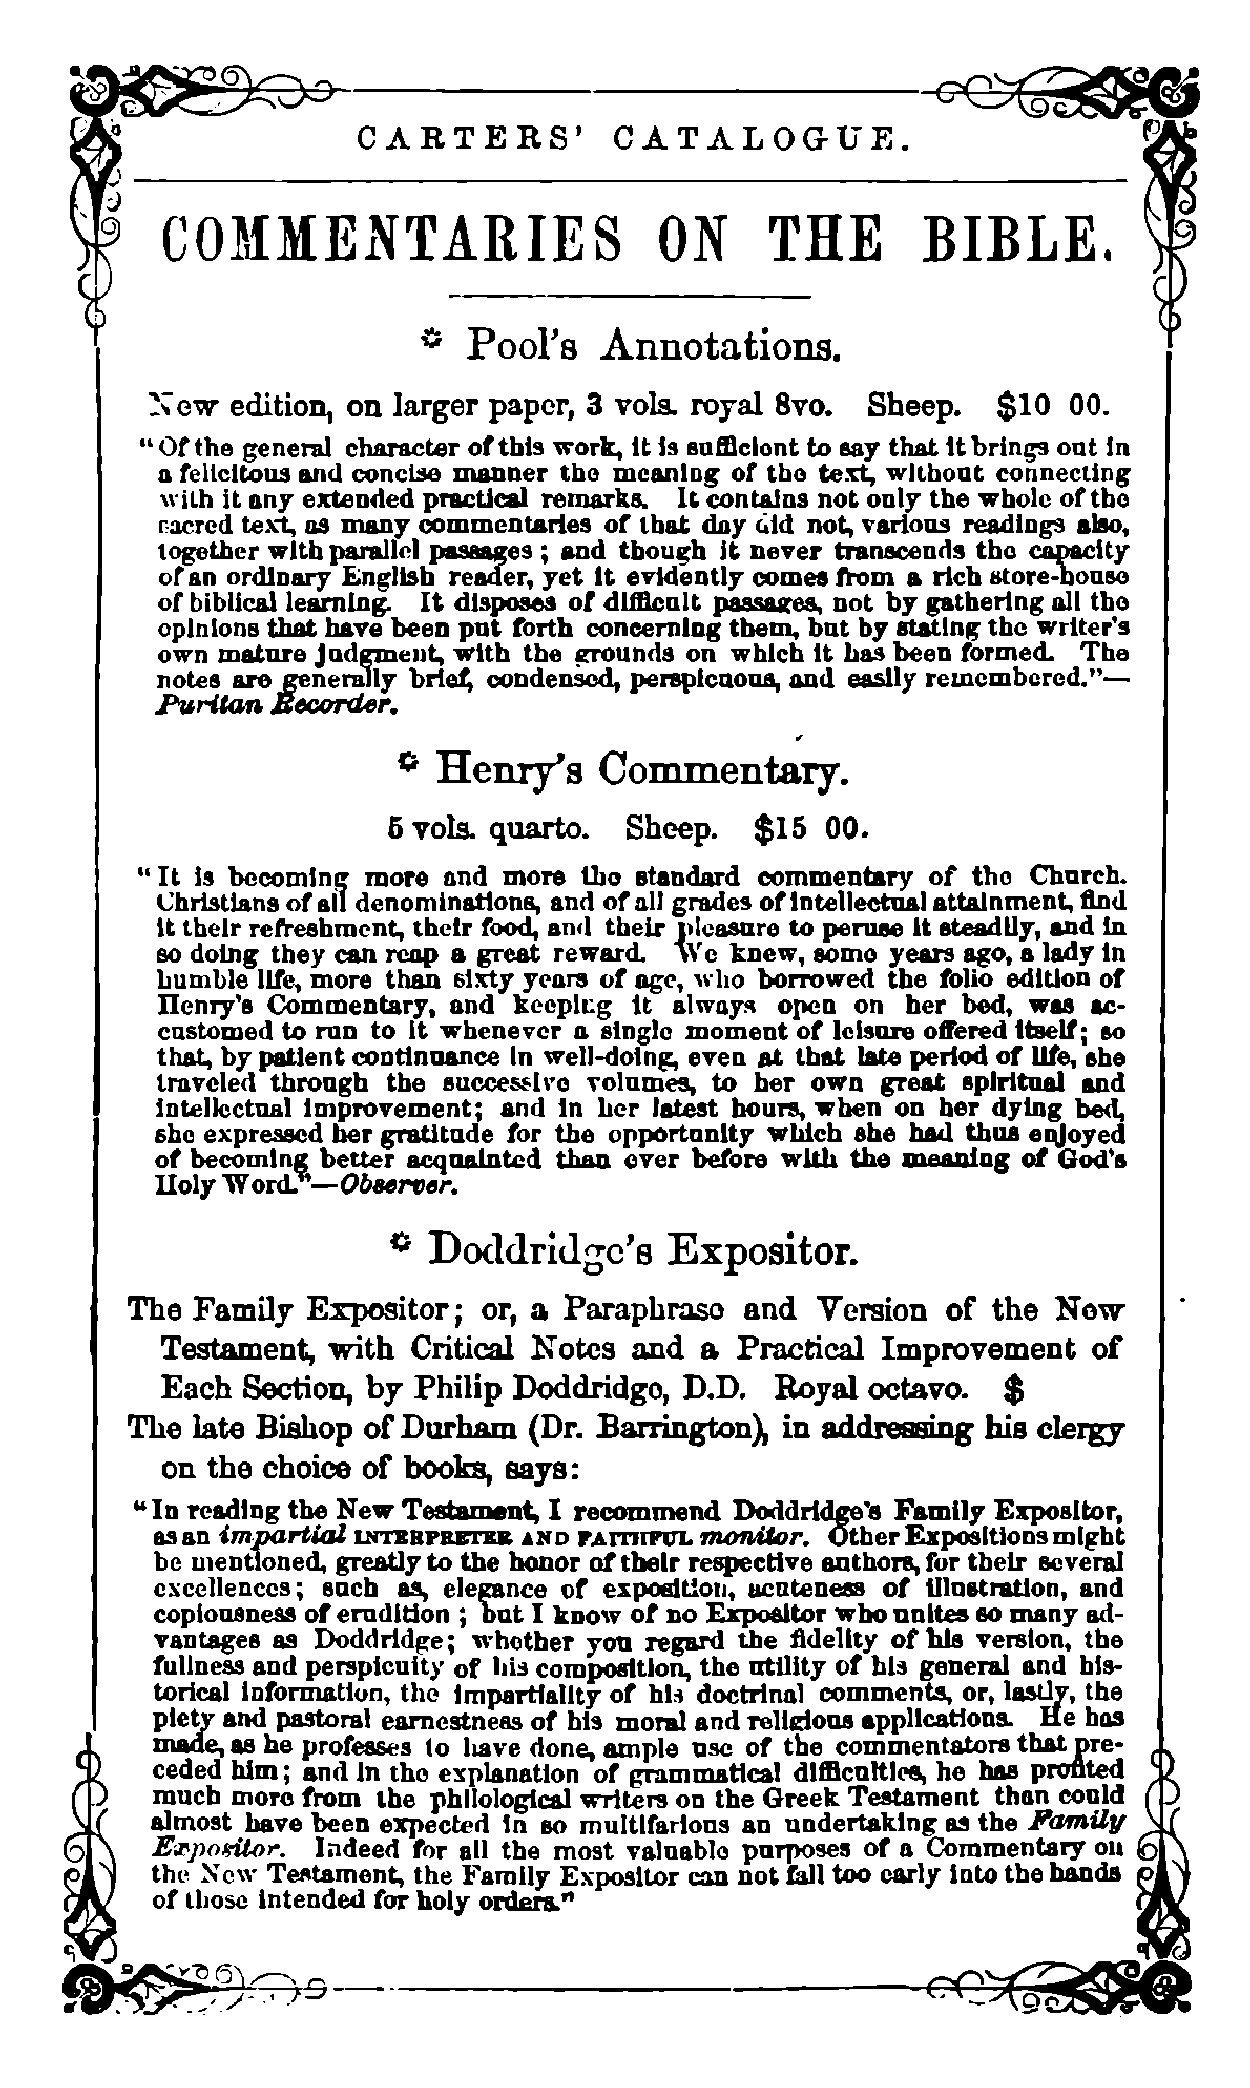 CARTERS' CATALOGUE.
COMMENTARIES ON THE BIBLE.
* Pool's Annotations.
New edition, on larger paper, 3 vols. royal 8vo. Sheep. $10 00.
"Of the general character of this work, it is sufficient to say that it brings out in
a felicitous and concise manner the meaning of the text, without connecting
with it any extended practical remarks. It contains not only the whole of the
sacred text, as many commentaries of that day did not, various readings also,
together with parallel passages; and though it never transcends the capacity
of an ordinary English reader, yet it evidently comes from a rich store-house
of biblical learning. It disposes of difficult passages, not by gathering all the
opinions that have been put forth concerning them, but by stating the writer's
own mature judgment, with the grounds on which it has been formed. The
notes are generally brief, condensed, perspicuous, and easily remembered."—
Puritan Recorder.
* Henry's Commentary.
5 vols. quarto. Sheep. $15 00.
"It is becoming more and more the standard commentary of the Church.
Christians of all denominations, and of all grades of intellectual attainment, find
it their refreshment, their food, and their pleasure to peruse it steadily, and in
so doing they can reap a great reward. We knew, some years ago, a lady in
humble life, more than sixty years of age, who borrowed the folio edition of
Henry's Commentary, and keeping it always open on her bed, was ac-
customed to run to it whenever a single moment of leisure offered itself; so
that, by patient continuance in well-doing, even at that late period of life, she
traveled through the successive volumes, to her own great spiritual and
intellectual improvement; and in her latest hours, when on her dying bed,
she expressed her gratitude for the opportunity which she had thus enjoyed
of becoming better acquainted than ever before with the meaning of God's
Holy Word."—Observer.
* Doddridge's Expositor.
The Family Expositor; or, a Paraphrase and Version of the New
Testament, with Critical Notes and a Practical Improvement of
Each Section, by Philip Doddridge, D.D. Royal octavo. $
The late Bishop of Durham (Dr. Barrington), in addressing his clergy
on the choice of books, says:
"In reading the New Testament, I recommend Doddridge's Family Expositor,
as an impartial INTERPRETER AND FAITHFUL monitor. Other Expositions might
be mentioned, greatly to the honor of their respective authors, for their several
excellences; such as, elegance of exposition, acuteness of illustration, and
copiousness of erudition; but I know of no Expositor who unites so many ad-
vantages as Doddridge; whether you regard the fidelity of his version, the
fullness and perspicuity of his composition, the utility of his general and his-
torical information, the impartiality of his doctrinal comments, or, lastly, the
piety and pastoral earnestness of his moral and religious applications. He has
made, as he professes to have done, ample use of the commentators that pre-
ceded him; and in the explanation of grammatical difficulties, he has profited
much more from the philological writers on the Greek Testament than could
almost have been expected in so multifarious an undertaking as the Family
Expositor. Indeed for all the most valuable purposes of a Commentary on
the New Testament, the Family Expositor can not fall too early into the hands
of those intended for holy orders."